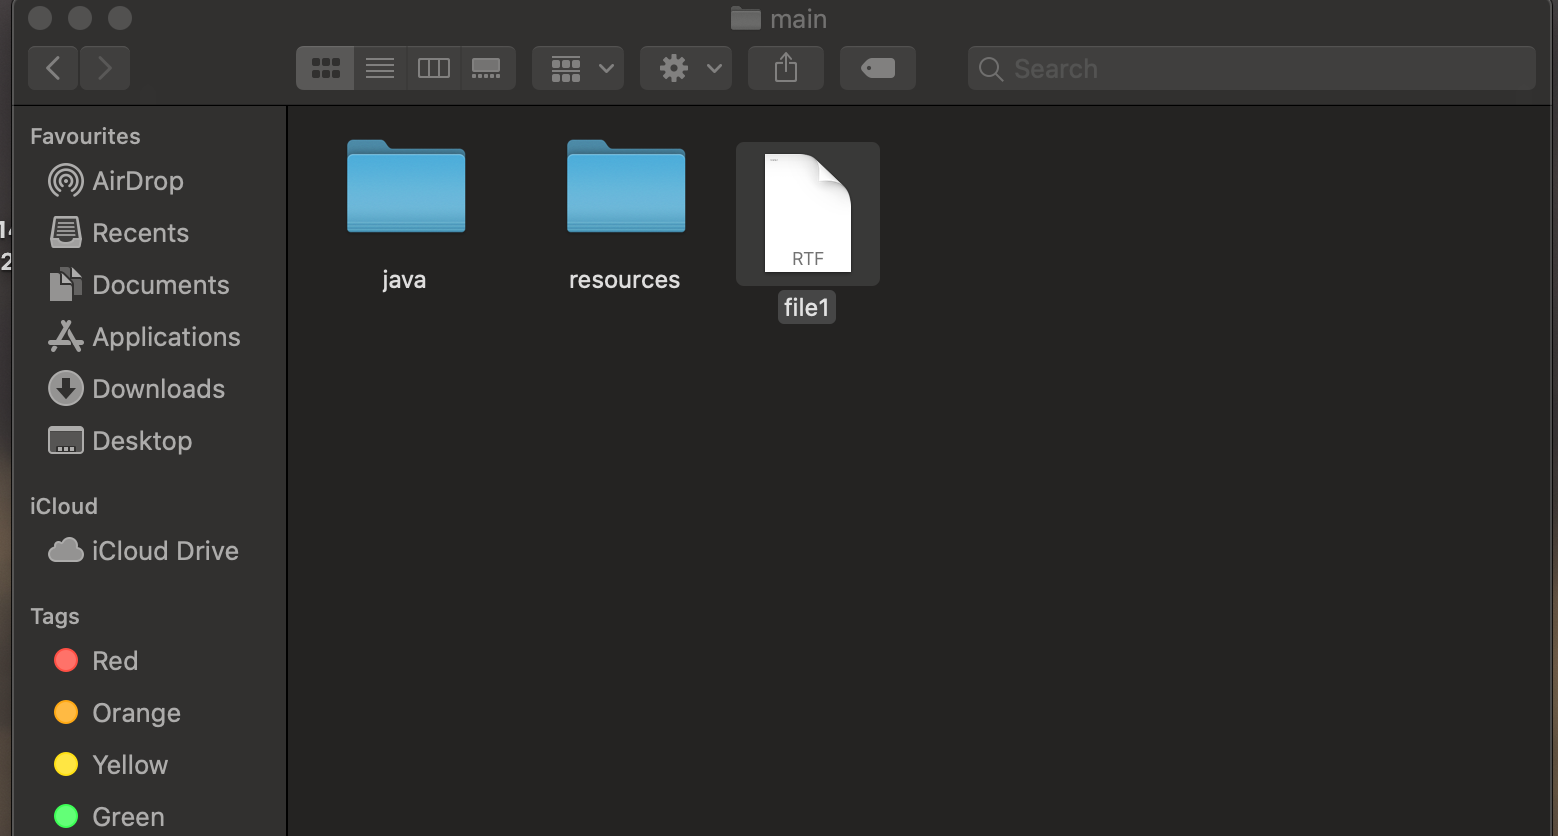 main
Search
Favourites
AirDrop
Recents
Documents
Applications
Downloads
Desktop
iCloud
iCloud Drive
Tags
Red
Orange
Yellow
Green
java
resources
RTF
file1